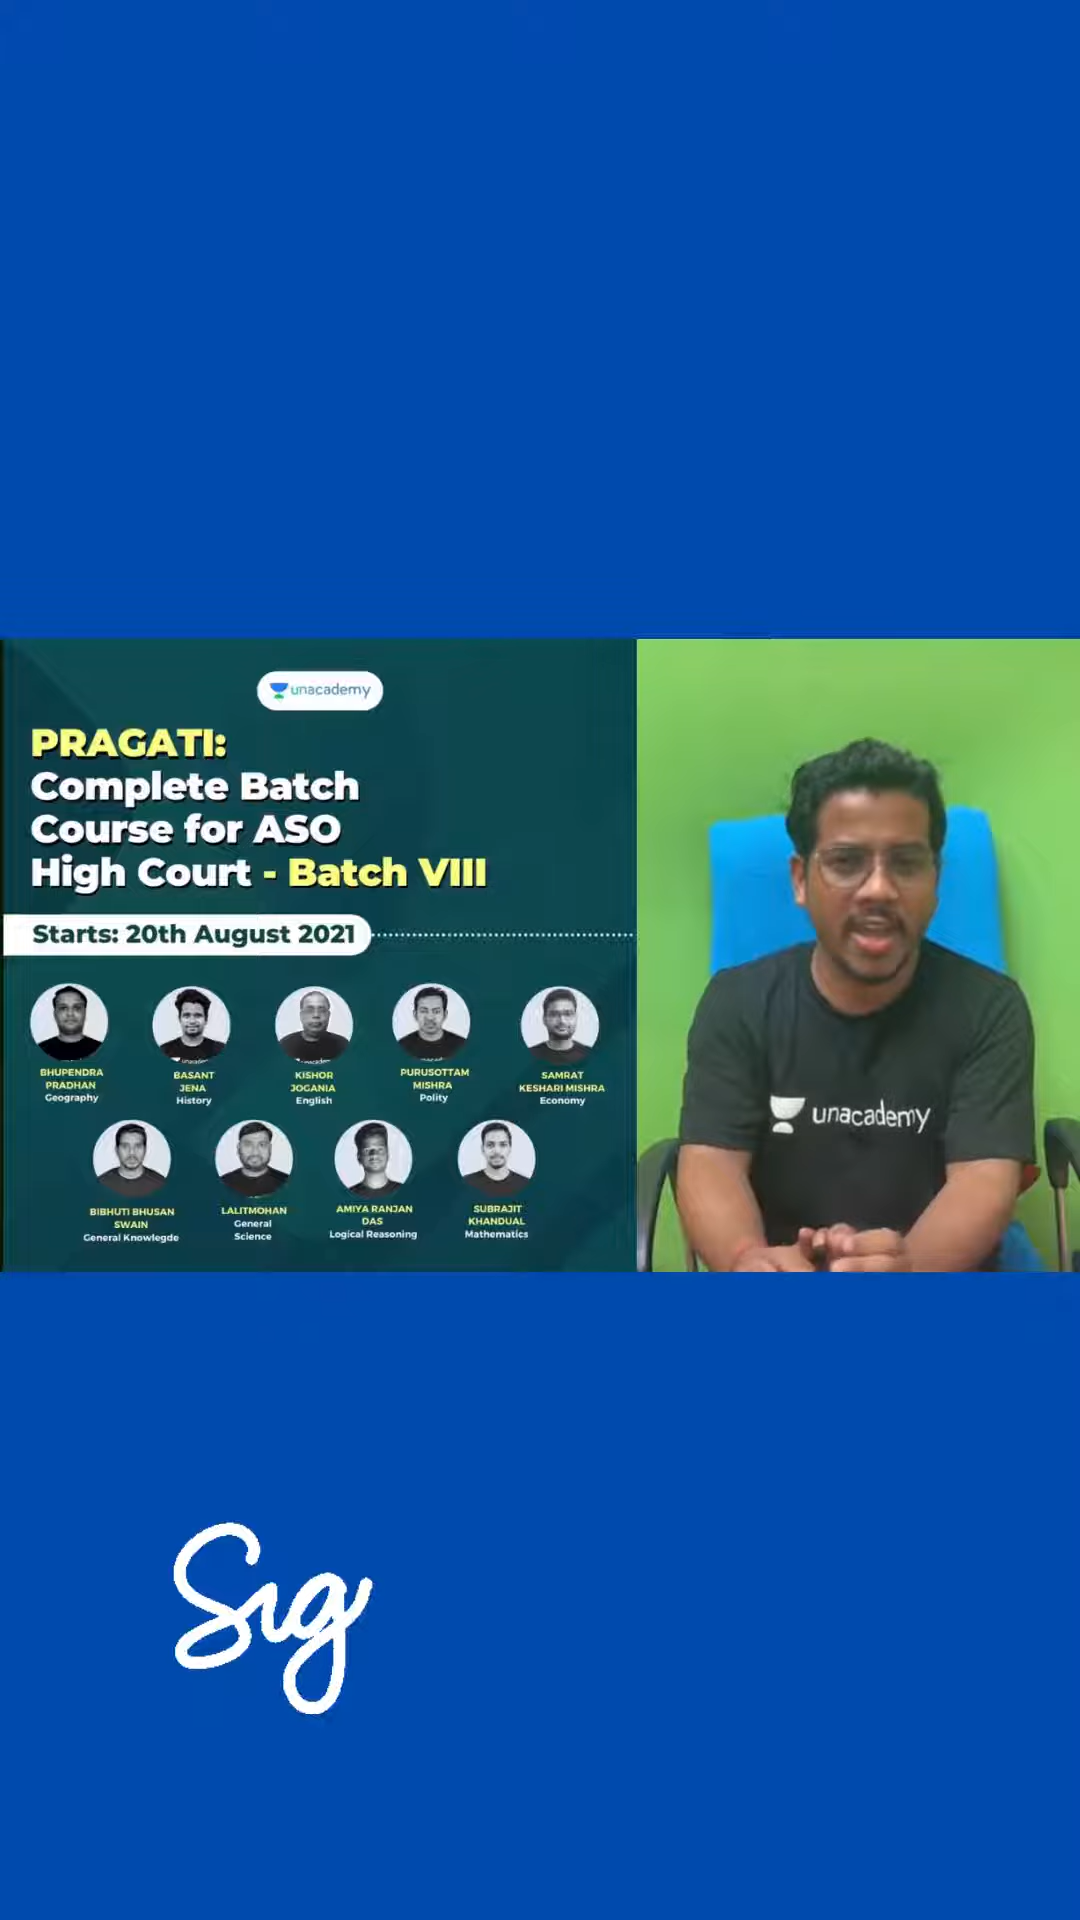 unacademy
PRAGATI:
Complete Batch
Course for ASO
High Court - Batch VIII
Starts: 20th August 2021
BHUPENDRA
PRADHAN
Geography
BASANT
JENA
History
KISHOR
JOGANIA
English
PURUSOTTAM
MISHRA
Polity
SAMRAT
KESHARI MISHRA
Economy
BIBHUTI BHUSAN
SWAIN
General Knowlegde
LALITMOHAN
General
Science
AMIYA RANJAN
DAS
Logical Reasoning
SUBRAJIT
KHANDUAL
Mathematics
unacademy
Sig